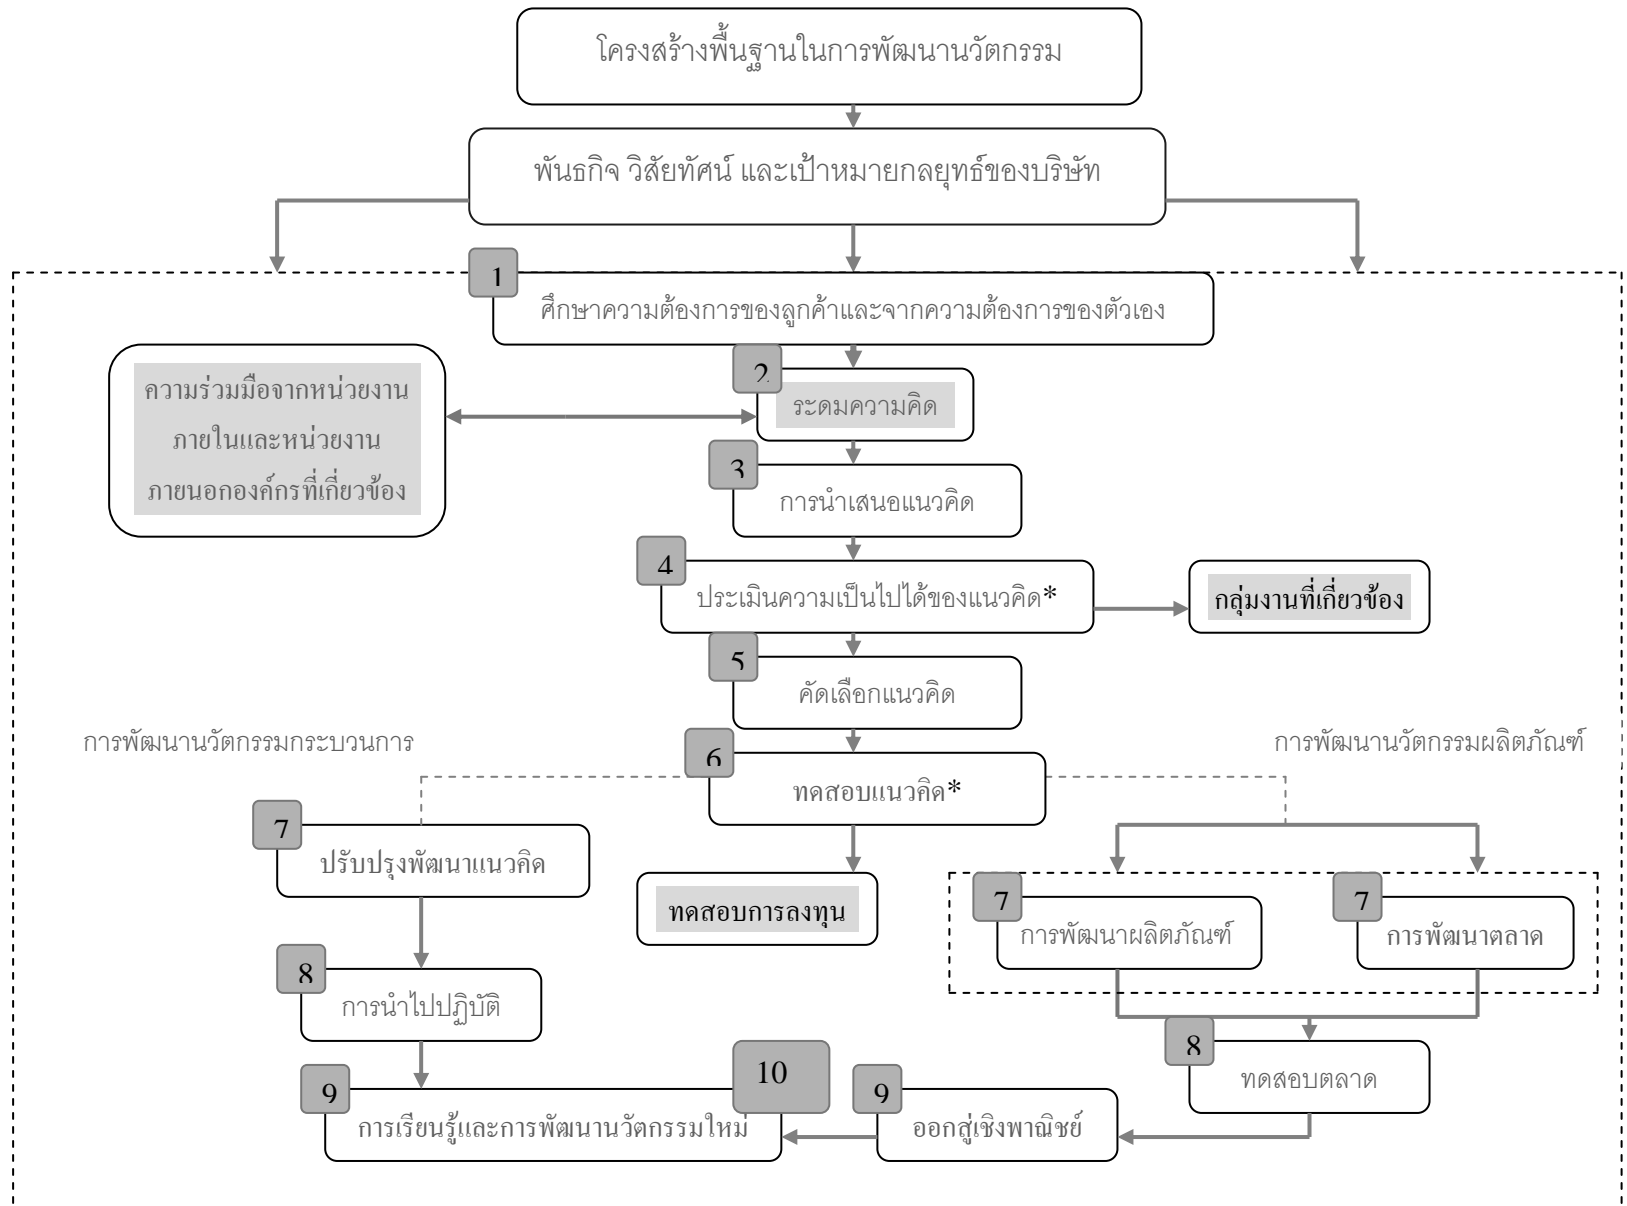 โครงสร้างพื้นฐานในการพัฒนานวัตกรรม
พันธกิจ วิสัยทัศน์ และเป้าหมายกลยุทธ์ของบริษัท
1
ศึกษาความต้องการของลูกค้าและจากความต้องการของตัวเอง
2
ระดมความคิด
ความร่วมมือจากหน่วยงาน
ภายในและหน่วยงาน
ภายนอกองค์กรที่เกี่ยวข้อง
3
การนำเสนอแนวคิด
4
ประเมินความเป็นไปได้ของแนวคิด*
กลุ่มงานที่เกี่ยวข้อง
5
คัดเลือกแนวคิด
การพัฒนานวัตกรรมกระบวนการ
การพัฒนานวัตกรรมผลิตภัณฑ์
6
ทดสอบแนวคิด*
7
ปรับปรุงพัฒนาแนวคิด
ทดสอบการลงทุน
7
การพัฒนาผลิตภัณฑ์
7
การพัฒนาตลาด
8
การนำไปปฏิบัติ
8
ทดสอบตลาด
9
การเรียนรู้และการพัฒนานวัตกรรมใหม่
10
9
ออกสู่เชิงพาณิชย์